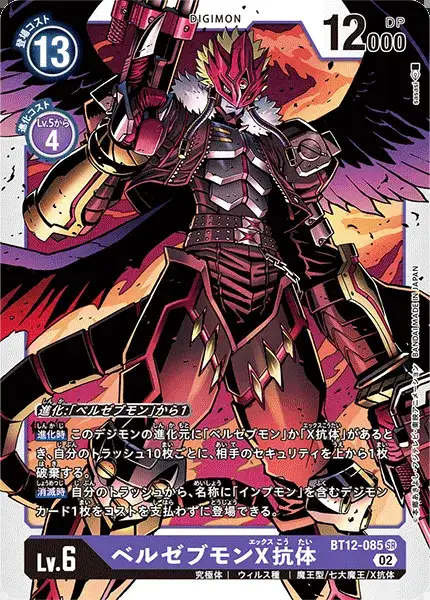 DIGIMON
登場コスト
13
12000
DP
進化コスト
Lv.5から
4
進化:「ベルゼブモン」から1
進化時 このデジモンの進化元に「ベルゼブモン」か「X抗体」があると
き、自分のトラッシュ10枚ごとに、相手のセキュリティを上から1枚
破棄する。
消滅時 自分のトラッシュから、名称に「インプモン」を含むデジモン
カード1枚をコストを支払わずに登場できる。
BANDAI MADE IN JAPAN
Lv.6
ベルゼブモンX抗体
BT12-085 SR
02
究極体 | ウィルス種 | 魔王型/七大魔王/X抗体